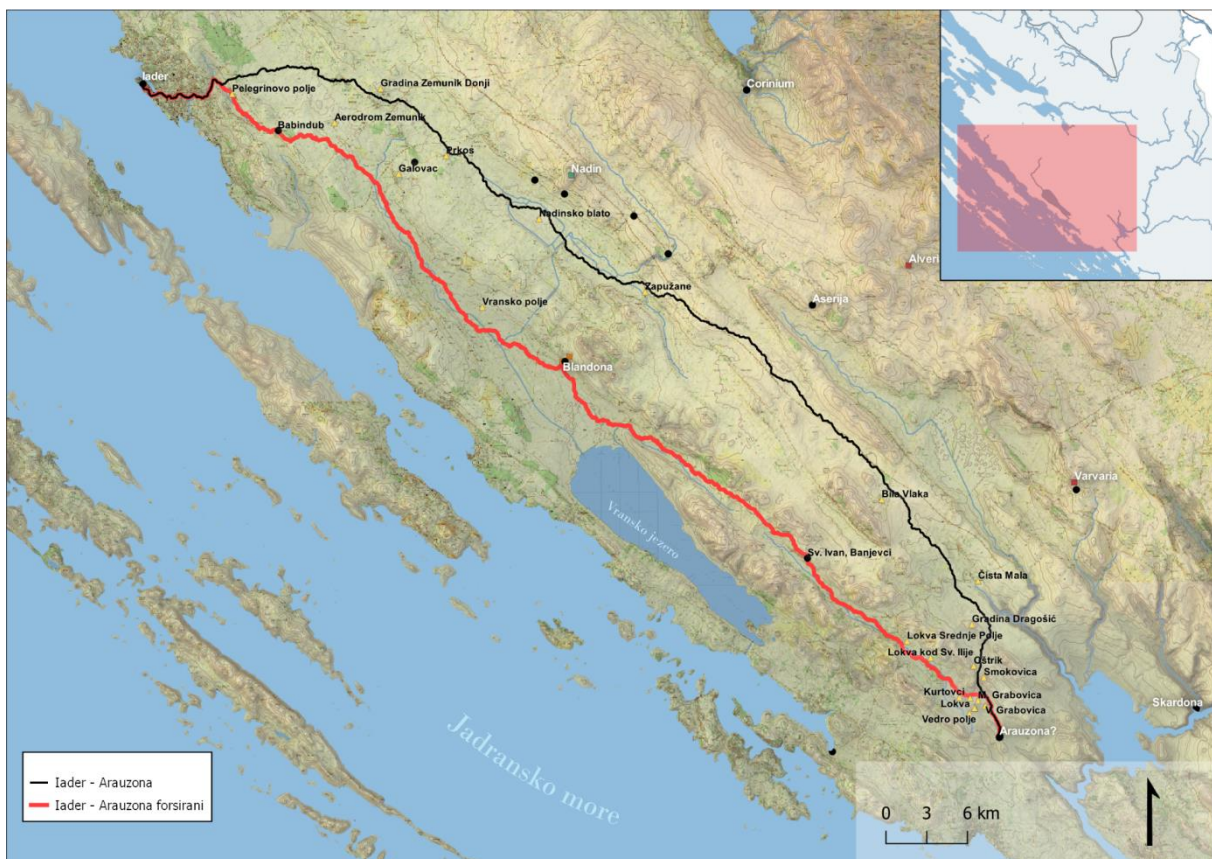 Iader
Pelegrinovo polje
Gradina Zemunik Donji
Corinium
Babindub
Aerodrom Zemunik
Prkos
Galovac
Nadin
Nadinsko blato
Alveri
Zapužane
Aserija
Vransko polje
Blandona
Varvaria
Bila Vlaka
Vransko jezero
Sv. Ivan, Banjevci
Čista Mala
Gradina Dragošić
Lokva Srednje Polje
Lokva kod Sv. Ilije
Oštrik
Smokovica
Kurtovci
M. Grabovica
Lokva
V. Grabovica
Vedro polje
Skardona
Arauzona?
Jadransko more
Iader - Arauzona
Iader - Arauzona forsirani
0 3 6 km